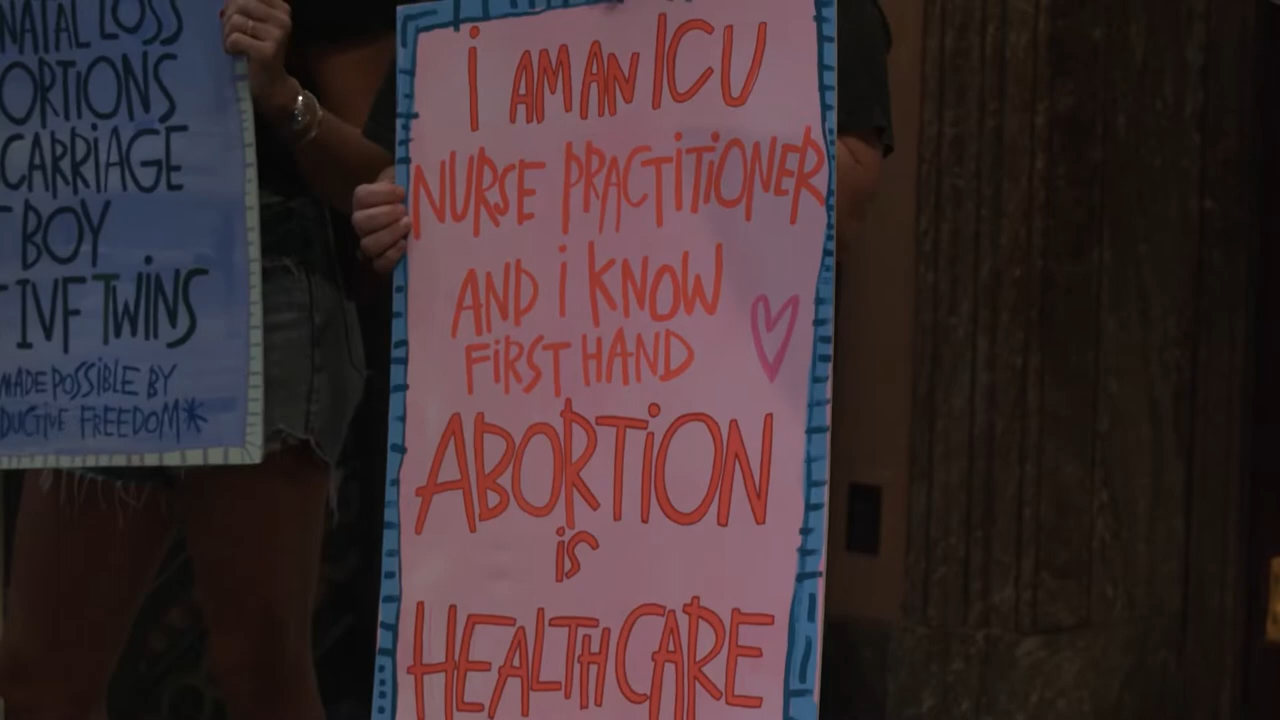 NATAL LOSS
ORTIONS
CARRIAGE
BOY
IVF TWINS
MADE POSSIBLE BY
DUCTIVE FREEDOM*
i AM AN ICU
NURSE PRACTITIONER
AND i KNOW
FIRST HAND
ABORTION
is
HEALTHCARE